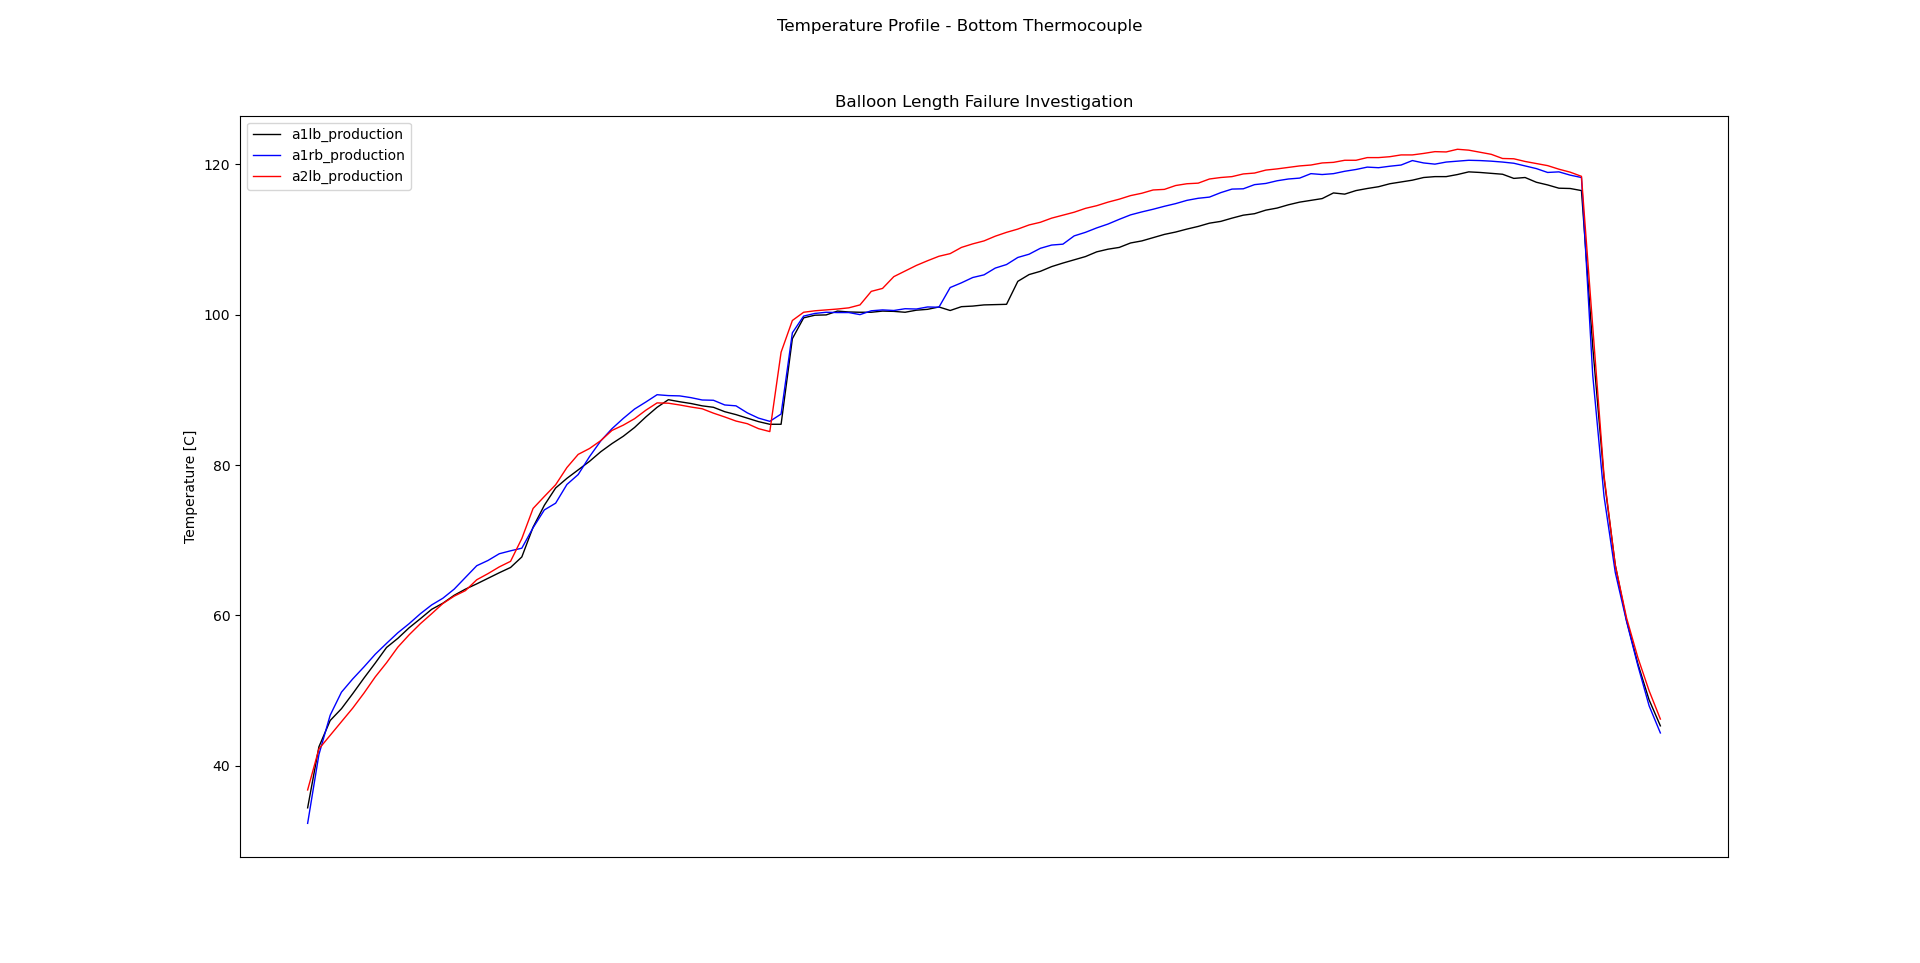 Temperature Profile - Bottom Thermocouple
Balloon Length Failure Investigation
a1lb_production
a1rb_production
a2lb_production
120
100
80
60
40
Temperature [C]